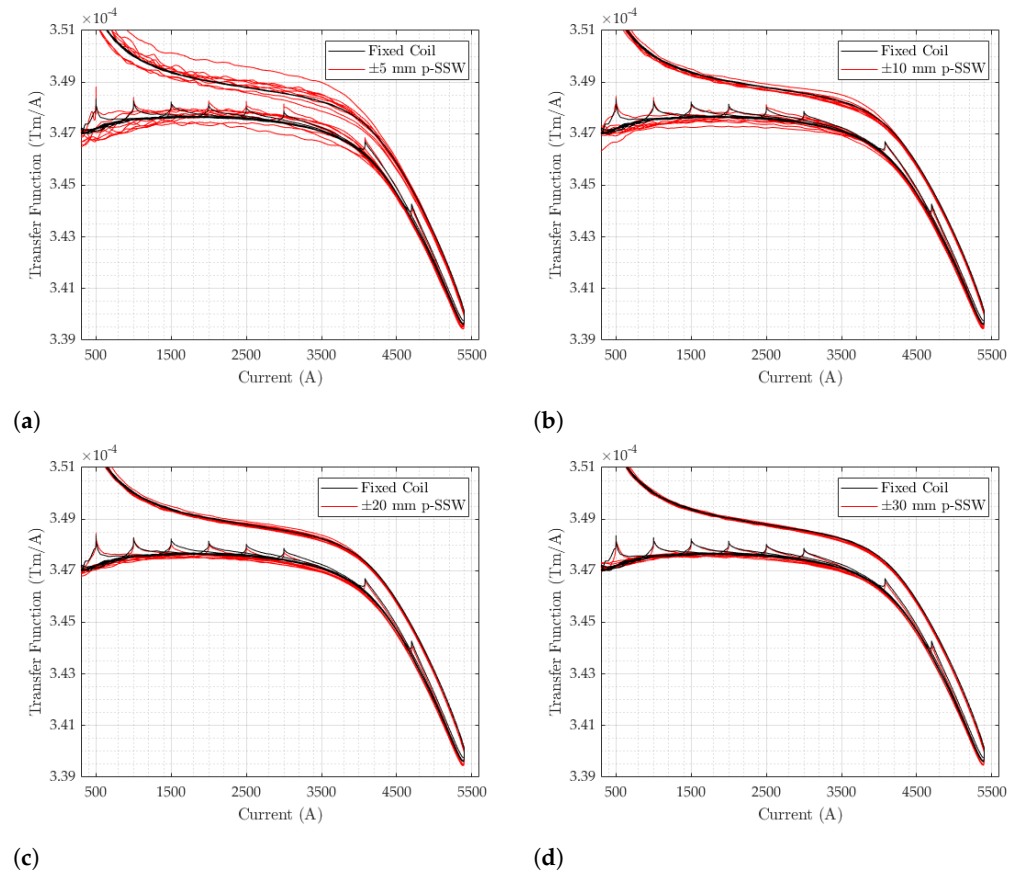 ×10⁻⁴
3.51
3.49
3.47
3.45
3.43
3.41
3.39
Transfer Function (Tm/A)
500 1500 2500 3500 4500 5500
Current (A)
Fixed Coil
±5 mm p-SSW
(a)
×10⁻⁴
3.51
3.49
3.47
3.45
3.43
3.41
3.39
Transfer Function (Tm/A)
500 1500 2500 3500 4500 5500
Current (A)
Fixed Coil
±10 mm p-SSW
(b)
×10⁻⁴
3.51
3.49
3.47
3.45
3.43
3.41
3.39
Transfer Function (Tm/A)
500 1500 2500 3500 4500 5500
Current (A)
Fixed Coil
±20 mm p-SSW
(c)
×10⁻⁴
3.51
3.49
3.47
3.45
3.43
3.41
3.39
Transfer Function (Tm/A)
500 1500 2500 3500 4500 5500
Current (A)
Fixed Coil
±30 mm p-SSW
(d)